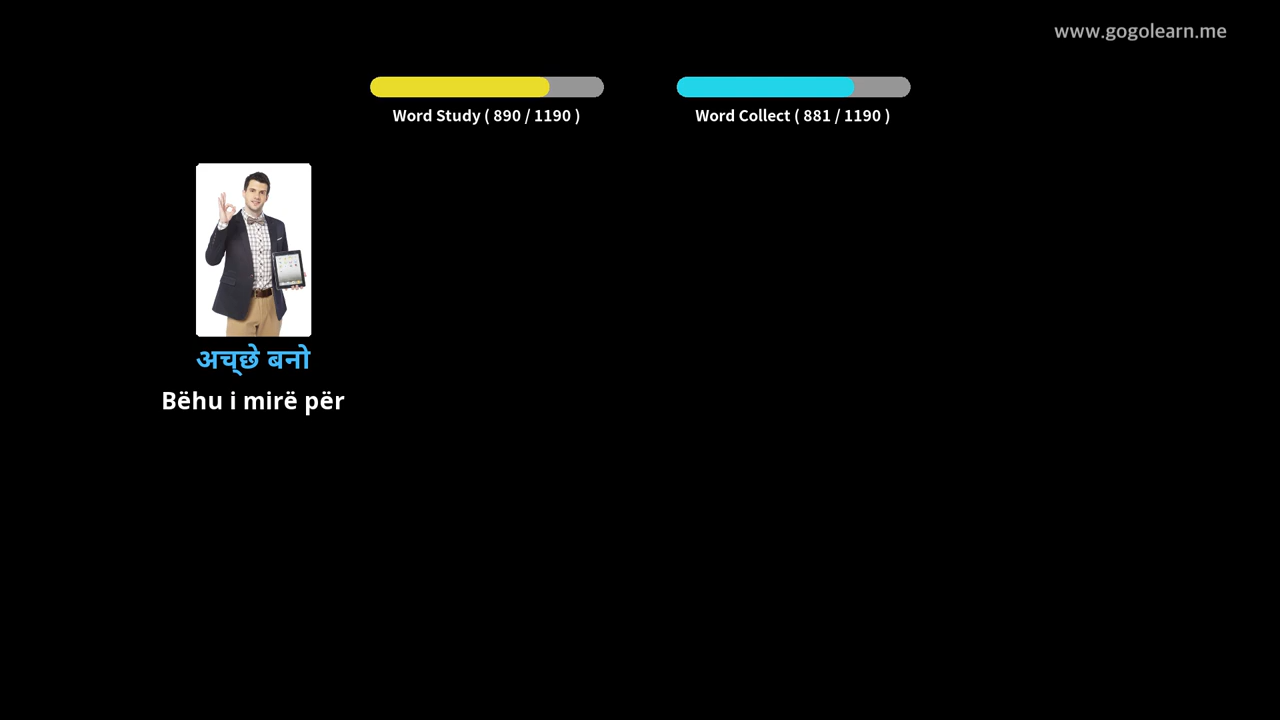 www.gogolearn.me
Word Study ( 890 / 1190 )
Word Collect ( 881 / 1190 )
अच्छे बनो
Bëhu i mirë për